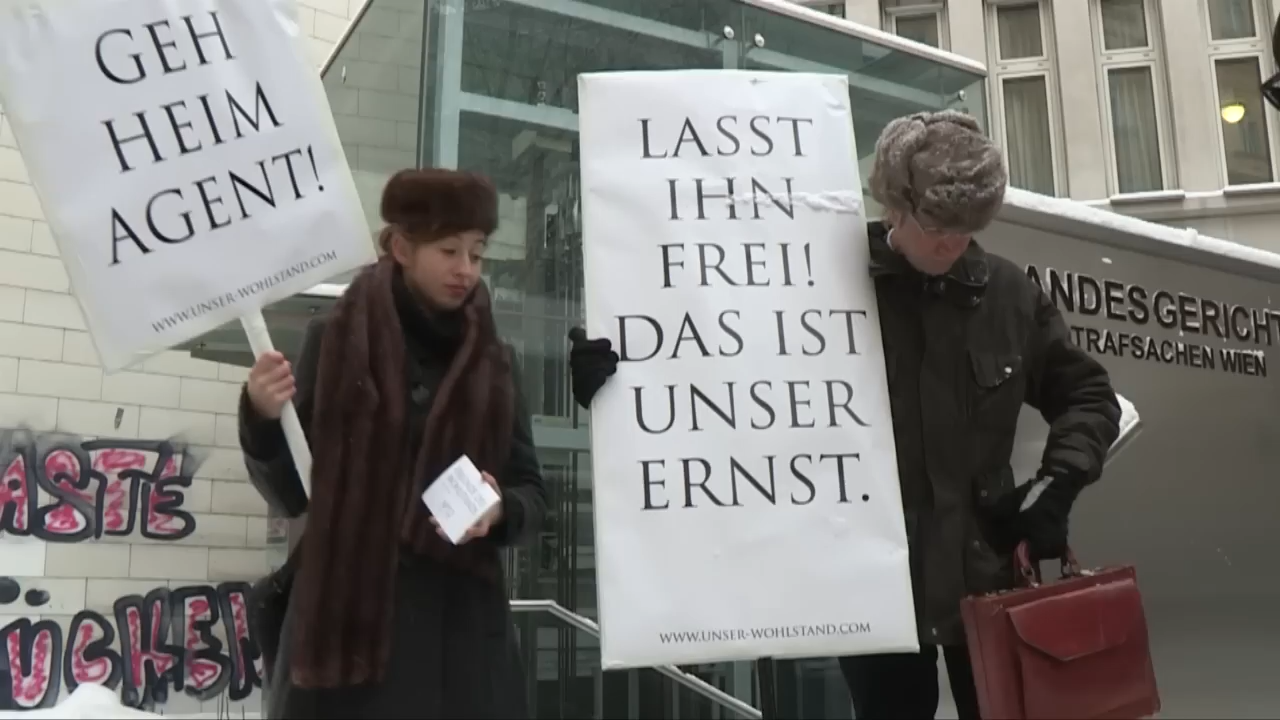 GEH
HEIM
AGENT!
WWW.UNSER-WOHLSTAND.COM
LASST
IHN
FREI!
DAS IST
UNSER
ERNST.
WWW.UNSER-WOHLSTAND.COM
ANDESGERICHT
TRAFSACHEN WIEN
ASTE